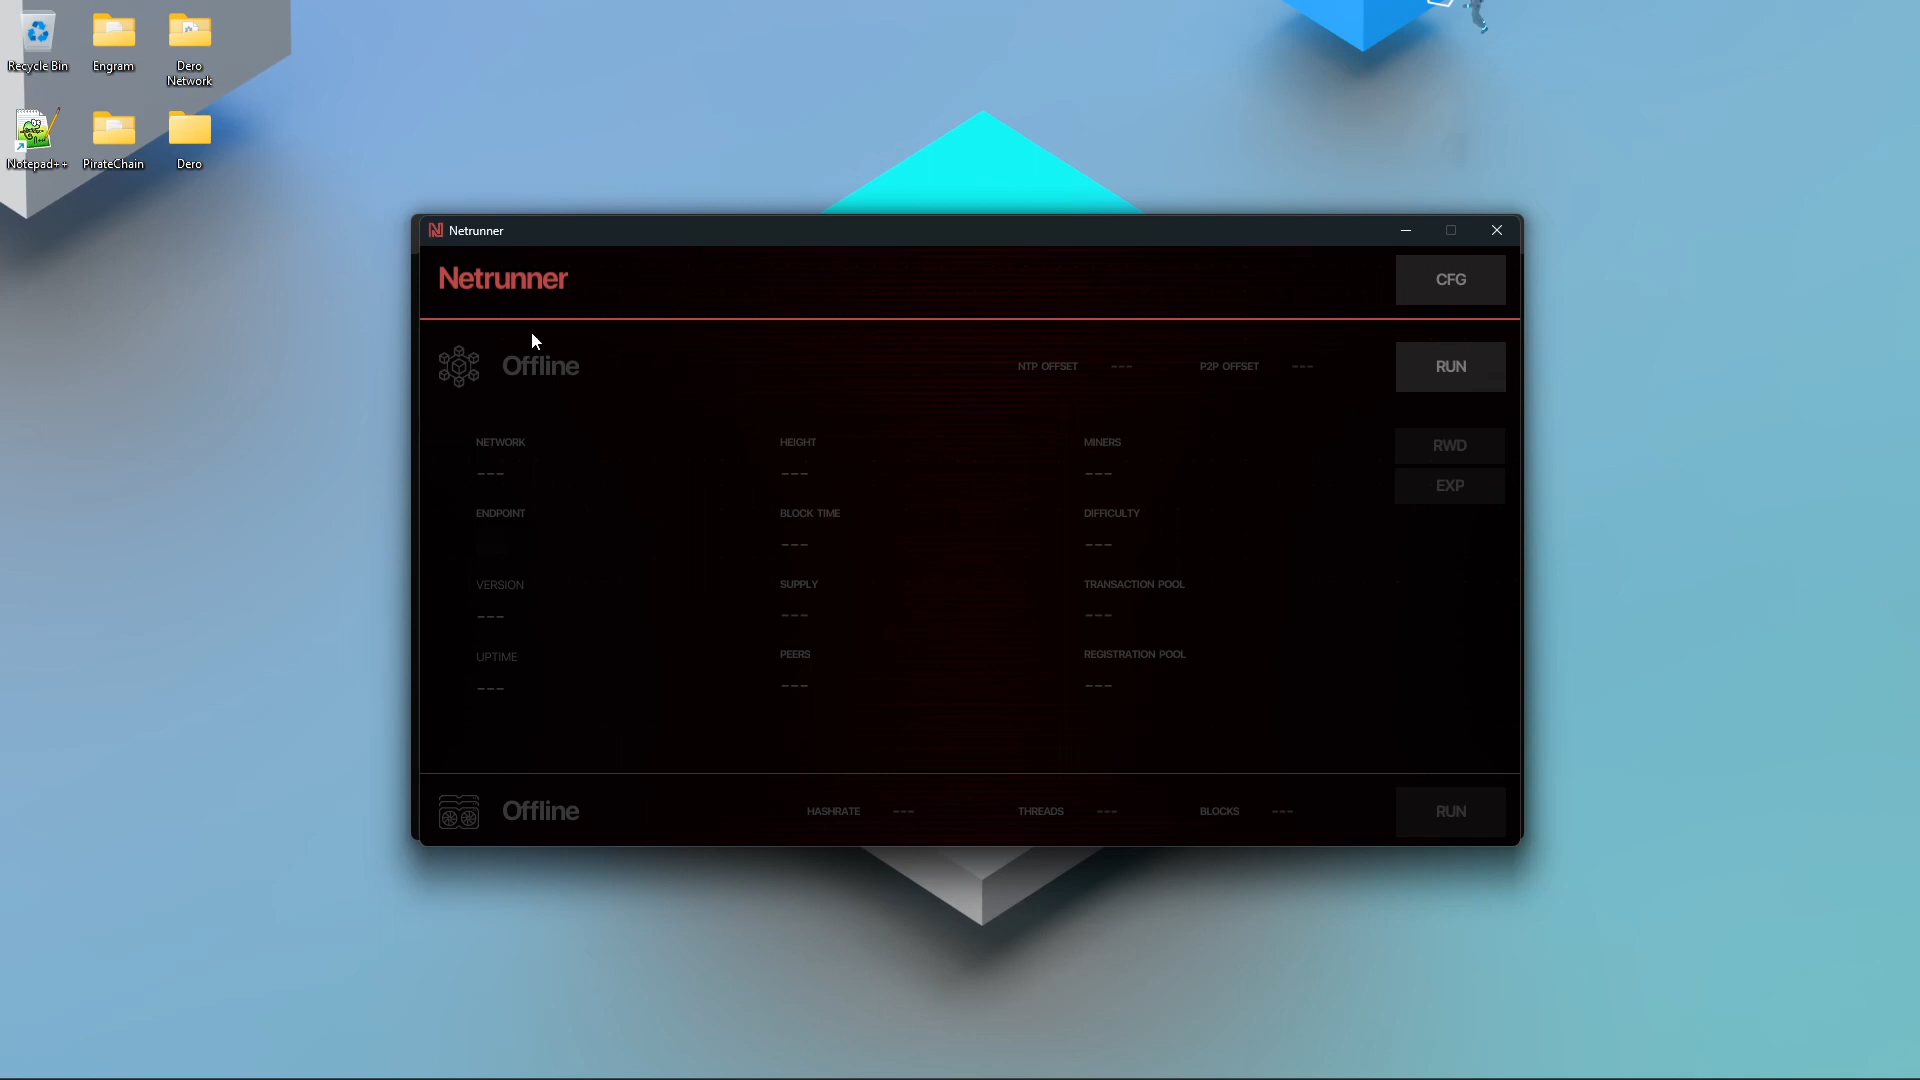 Recycle Bin
Engram
Dero
Network
Notepad++
PirateChain
Dero
Netrunner
Netrunner
CFG
Offline
NTP OFFSET ---
P2P OFFSET ---
RUN
NETWORK
---
HEIGHT
---
MINERS
---
RWD
EXP
ENDPOINT
BLOCK TIME
---
DIFFICULTY
---
VERSION
---
SUPPLY
---
TRANSACTION POOL
---
UPTIME
---
PEERS
---
REGISTRATION POOL
---
Offline
HASHRATE ---
THREADS ---
BLOCKS ---
RUN